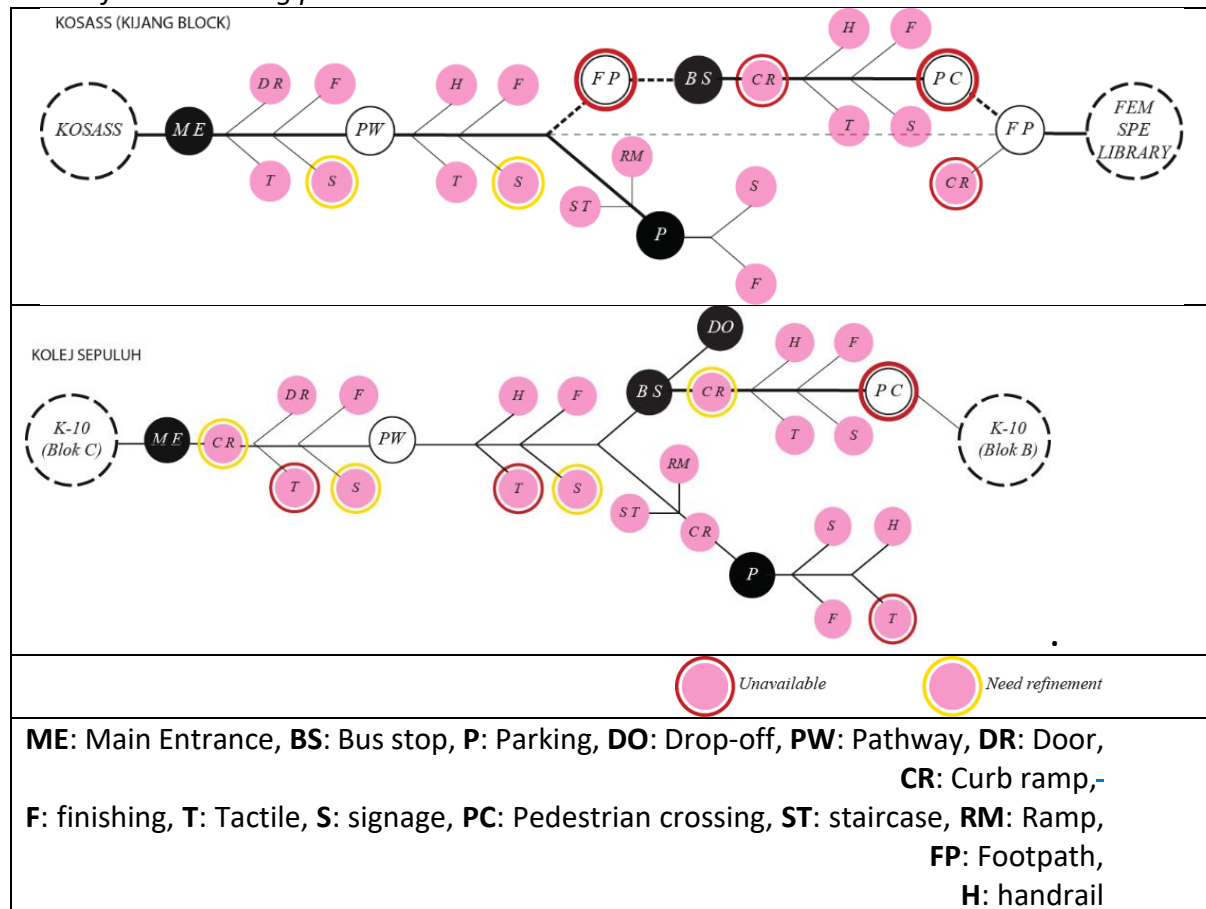 KOSASS (KIJANG BLOCK)
H F
DR F F P B S C R P C
H F
KOSASS M E PW T S F P FEM
SPE
LIBRARY
RM
T S T S S C R
S T
P
F
DO
KOLEJ SEPULUH
H F
D R F H F B S C R P C
K-10
(Blok C) M E C R PW T S K-10
(Blok B)
RM
T S T S
S T C R S H
P
F T
.
Unavailable Need refinement
ME: Main Entrance, BS: Bus stop, P: Parking, DO: Drop-off, PW: Pathway, DR: Door,
CR: Curb ramp,-
F: finishing, T: Tactile, S: signage, PC: Pedestrian crossing, ST: staircase, RM: Ramp,
FP: Footpath,
H: handrail